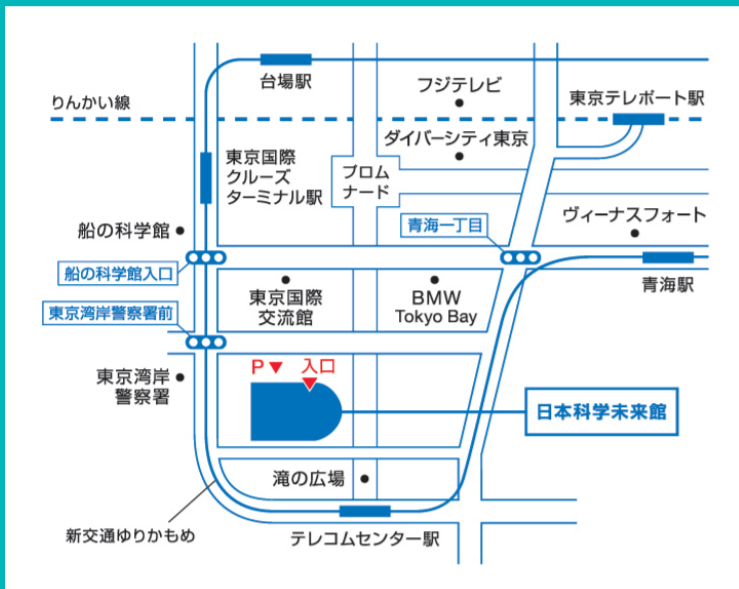 台場駅
フジテレビ
りんかい線
東京テレポート駅
ダイバーシティ東京
東京国際
クルーズ
ターミナル駅
プロム
ナード
船の科学館
青海一丁目
ヴィーナスフォート
船の科学館入口
東京国際
交流館
BMW
Tokyo Bay
青海駅
東京湾岸警察署前
P
入口
東京湾岸
警察署
日本科学未来館
滝の広場
新交通ゆりかもめ
テレコムセンター駅